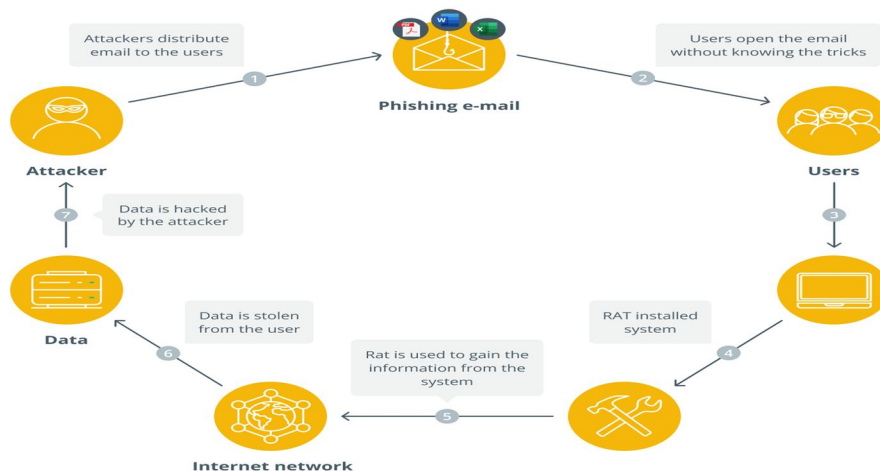 Attackers distribute
email to the users
1
PDF
W
X
Phishing e-mail
2
Users open the email
without knowing the tricks
Attacker
Users
7
Data is hacked
by the attacker
3
Data
Data is stolen
from the user
6
RAT installed
system
4
Rat is used to gain the
information from the
system
5
Internet network